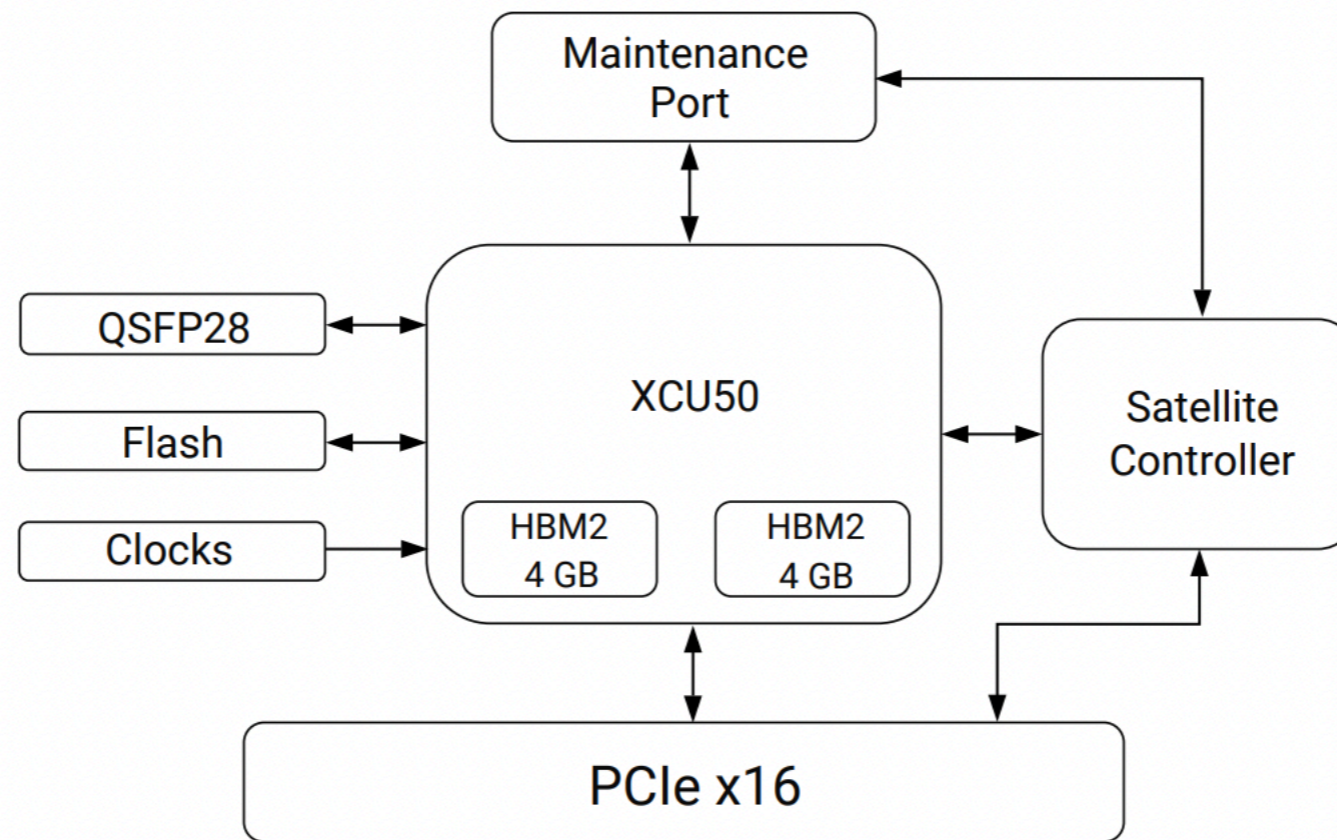 Maintenance
Port
QSFP28
Flash
Clocks
XCU50
HBM2
4 GB
HBM2
4 GB
Satellite
Controller
PCIe x16